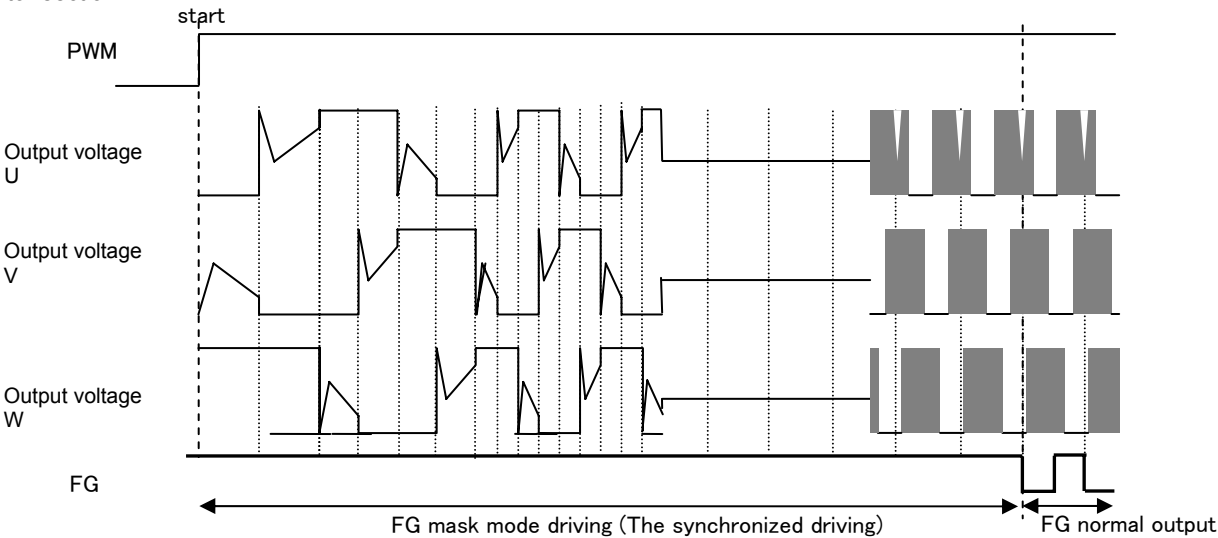 start
PWM
Output voltage
U
Output voltage
V
Output voltage
W
FG
FG mask mode driving (The synchronized driving)
FG normal output